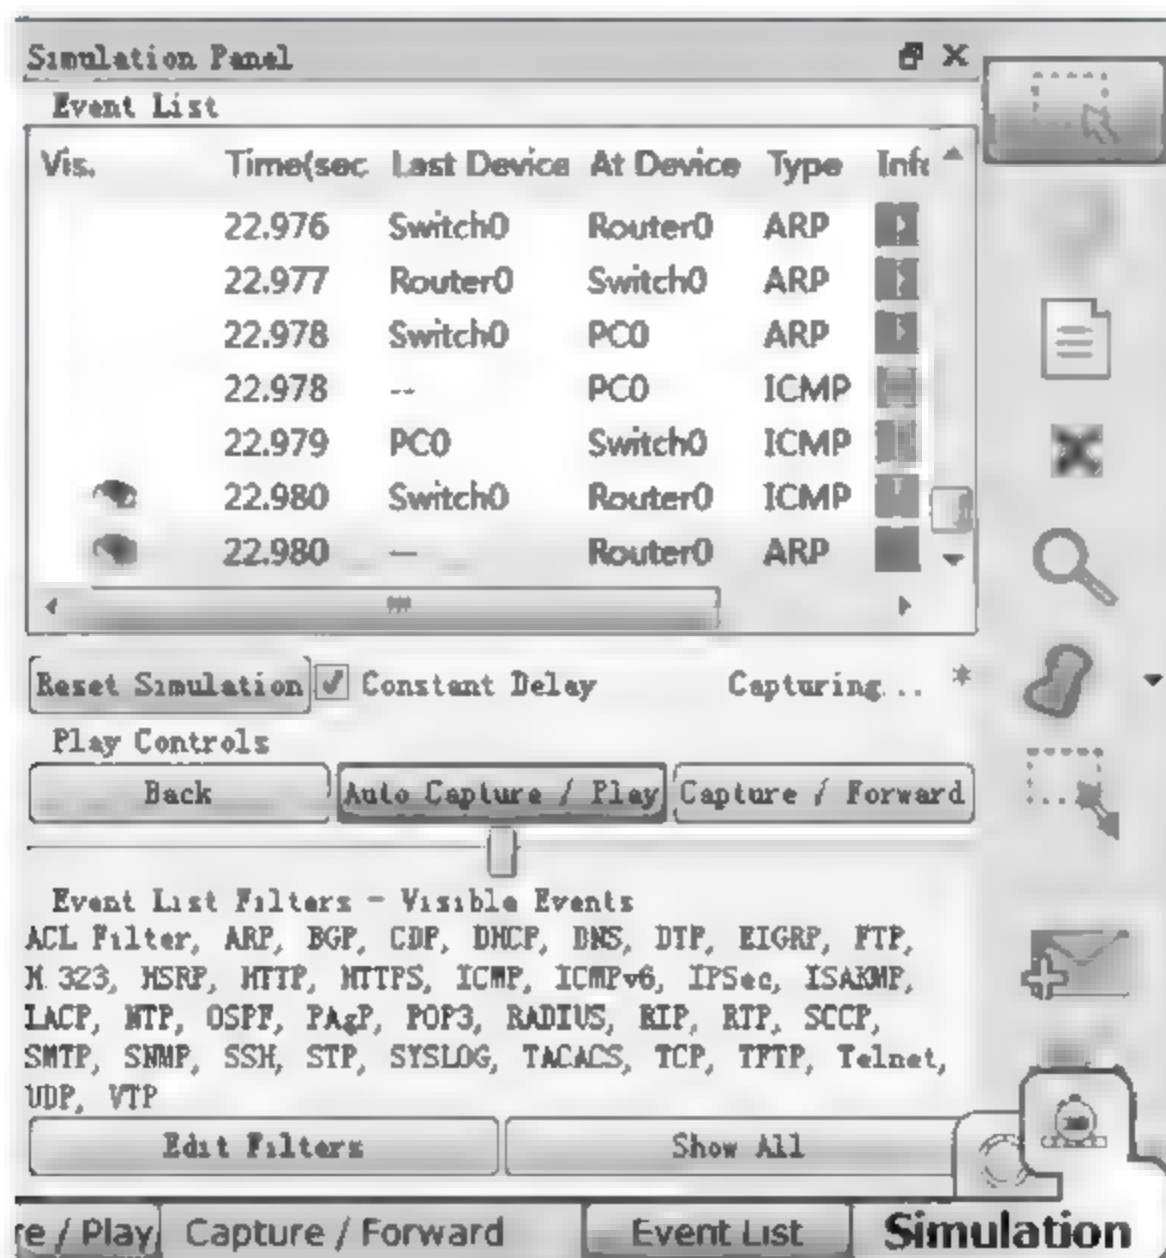 Simulation Panel
Event List
Vis. Time(sec Last Device At Device Type Info
22.976 Switch0 Router0 ARP
22.977 Router0 Switch0 ARP
22.978 Switch0 PC0 ARP
22.978 -- PC0 ICMP
22.979 PC0 Switch0 ICMP
22.980 Switch0 Router0 ICMP
22.980 -- Router0 ARP
Reset Simulation Constant Delay Capturing... *
Play Controls
Back Auto Capture / Play Capture / Forward
Event List Filters - Visible Events
ACL Filter, ARP, BGP, CDP, DHCP, DNS, DTP, EIGRP, FTP,
H.323, HSRP, HTTP, HTTPS, ICMP, ICMPv6, IPSec, ISAKMP,
LACP, NTP, OSPF, PAgP, POP3, RADIUS, RIP, RTP, SCCP,
SMTP, SNMP, SSH, STP, SYSLOG, TACACS, TCP, TFTP, Telnet,
UDP, VTP
Edit Filters Show All
re / Play Capture / Forward Event List Simulation